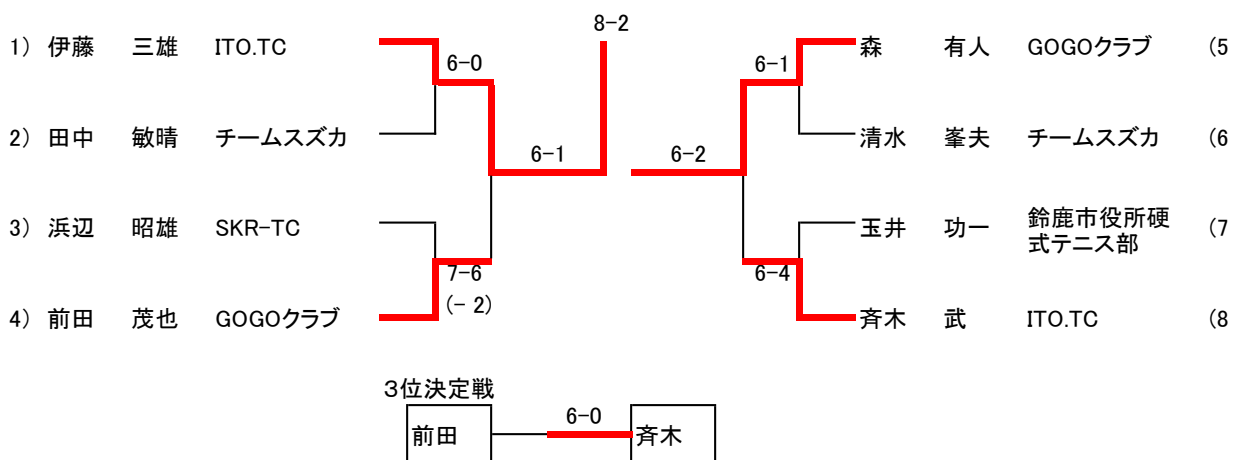 8-2
1) 伊藤 三雄 ITO.TC
6-0
6-1
森 有人 GOGOクラブ (5
2) 田中 敏晴 チームスズカ
6-1
6-2
清水 峯夫 チームスズカ (6
3) 浜辺 昭雄 SKR-TC
玉井 功一 鈴鹿市役所硬
式テニス部 (7
7-6
(- 2)
6-4
4) 前田 茂也 GOGOクラブ
斉木 武 ITO.TC (8
3位決定戦
前田 6-0 斉木